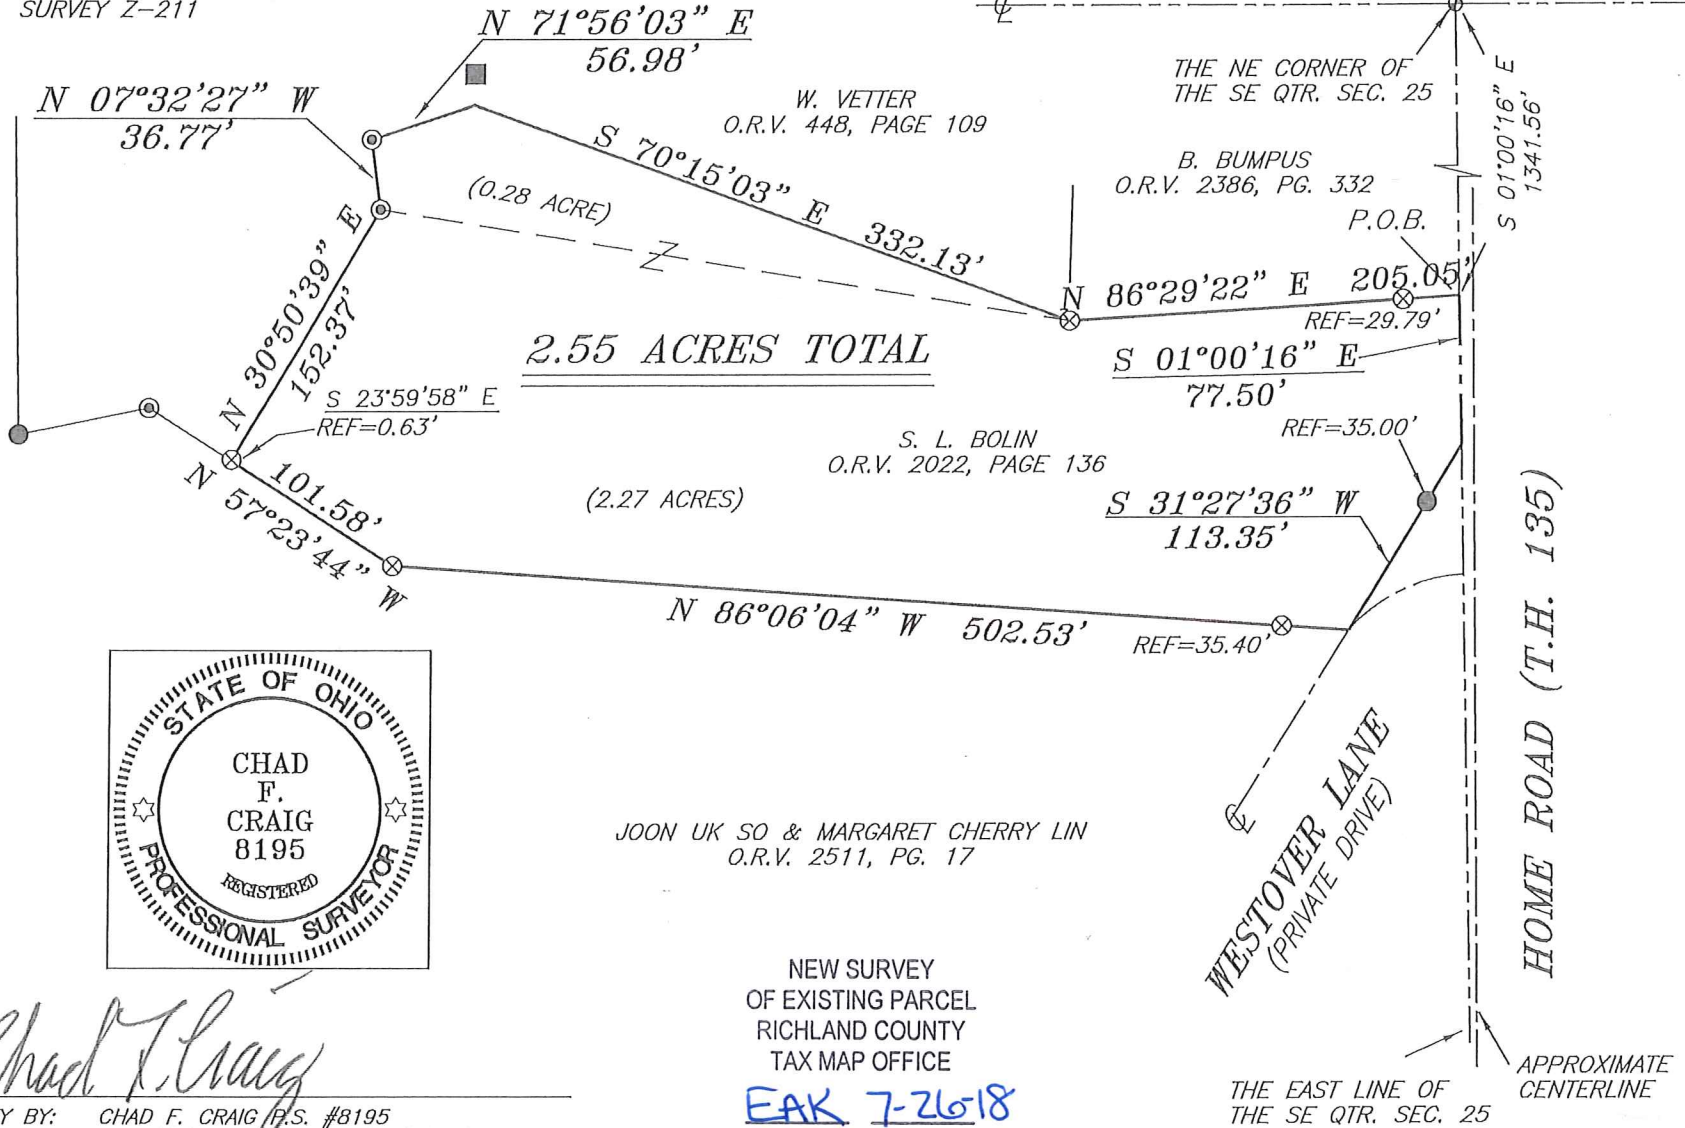 SURVEY Z-211
N 71°56'03" E
56.98'
N 07°32'27" W
36.77'
W. VETTER
O.R.V. 448, PAGE 109
THE NE CORNER OF
THE SE QTR. SEC. 25
S 01°00'16" E
1341.56'
B. BUMPUS
O.R.V. 2386, PG. 332
P.O.B.
S 70°15'03" E 332.13'
(0.28 ACRE)
N 86°29'22" E 205.05'
REF=29.79'
N 30°50'39" E
152.37'
2.55 ACRES TOTAL
S 01°00'16" E
77.50'
S 23°59'58" E
REF=0.63'
REF=35.00'
S. L. BOLIN
O.R.V. 2022, PAGE 136
101.58'
N 57°23'44" W
(2.27 ACRES)
S 31°27'36" W
113.35'
N 86°06'04" W 502.53'
REF=35.40'
HOME ROAD (T.H. 135)
WESTOVER LANE
(PRIVATE DRIVE)
STATE OF OHIO
CHAD
F.
CRAIG
8195
REGISTERED
PROFESSIONAL SURVEYOR
JOON UK SO & MARGARET CHERRY LIN
O.R.V. 2511, PG. 17
NEW SURVEY
OF EXISTING PARCEL
RICHLAND COUNTY
TAX MAP OFFICE
EAK 7-26-18
Chad F. Craig
Y BY: CHAD F. CRAIG P.S. #8195
THE EAST LINE OF
THE SE QTR. SEC. 25
APPROXIMATE
CENTERLINE